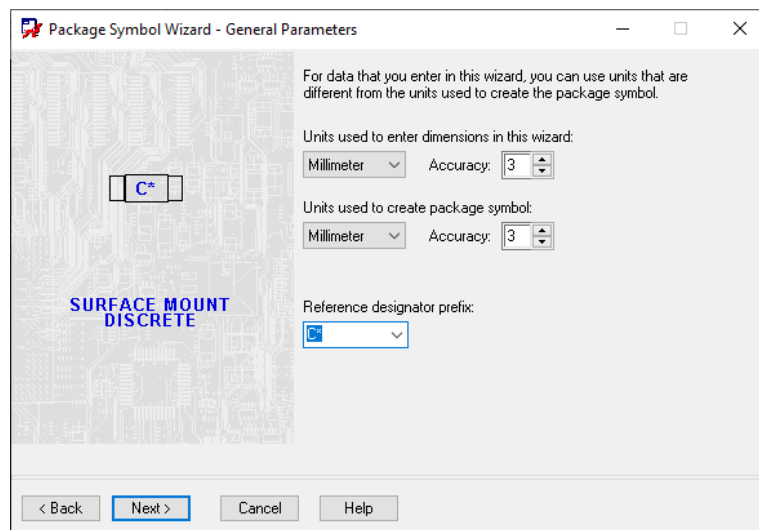 Package Symbol Wizard - General Parameters
For data that you enter in this wizard, you can use units that are
different from the units used to create the package symbol.
Units used to enter dimensions in this wizard:
Millimeter Accuracy: 3
C*
Units used to create package symbol:
Millimeter Accuracy: 3
SURFACE MOUNT
DISCRETE
Reference designator prefix:
C*
< Back Next > Cancel Help